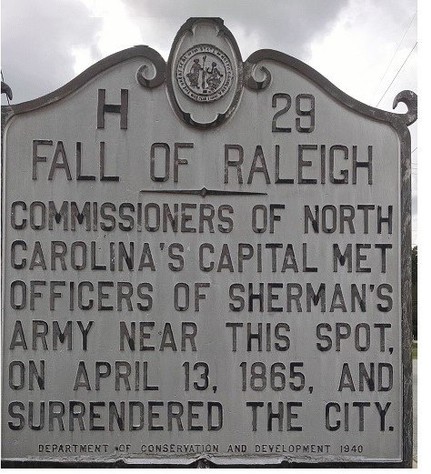 H 29
FALL OF RALEIGH
COMMISSIONERS OF NORTH
CAROLINA'S CAPITAL MET
OFFICERS OF SHERMAN'S
ARMY NEAR THIS SPOT,
ON APRIL 13, 1865, AND
SURRENDERED THE CITY.
DEPARTMENT OF CONSERVATION AND DEVELOPMENT 1940